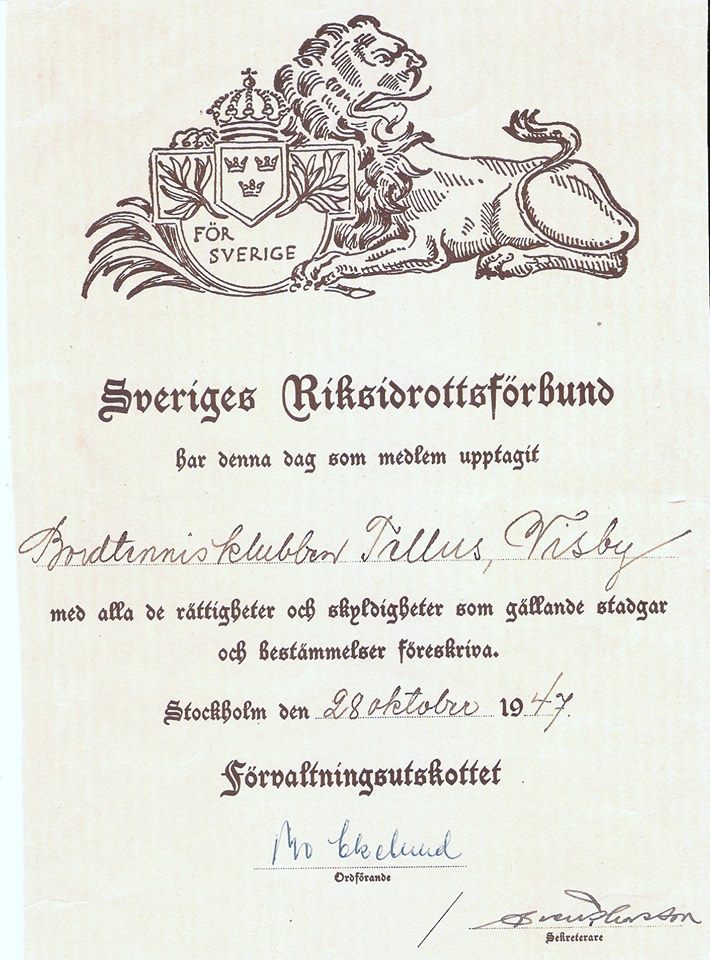 FÖR
SVERIGE
Sveriges Riksidrottsförbund
har denna dag som medlem upptagit
Bordtennisklubben Tellus, Visby
med alla de rättigheter och skyldigheter som gällande stadgar
och bestämmelser föreskriva.
Stockholm den 28 oktober 1947.
Förvaltningsutskottet
Bo Ekelund
Ordförande
Sekreterare